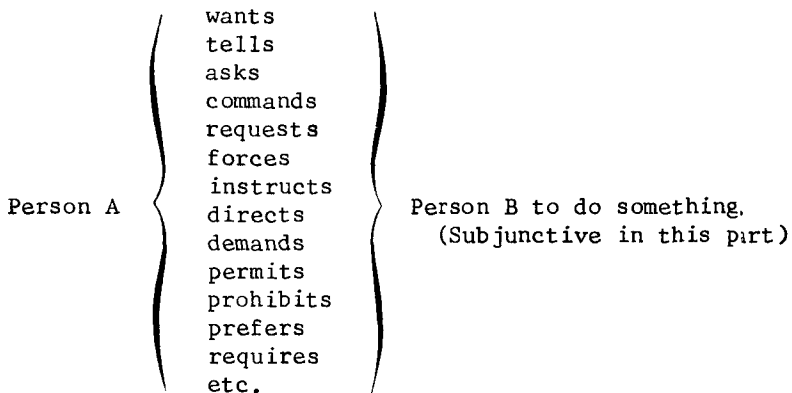 wants
tells
asks
commands
requests
forces
instructs
Person A directs Person B to do something.
demands (Subjunctive in this part)
permits
prohibits
prefers
requires
etc.